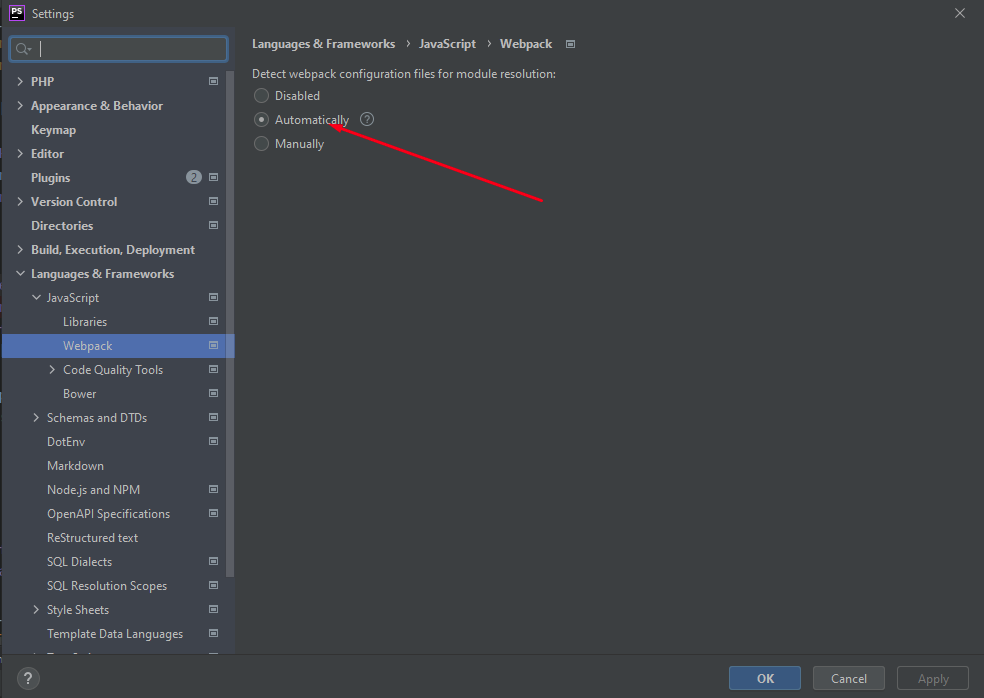 PS Settings
Languages & Frameworks › JavaScript › Webpack
Detect webpack configuration files for module resolution:
Disabled
Automatically ?
Manually
PHP
Appearance & Behavior
Keymap
Editor
Plugins 2
Version Control
Directories
Build, Execution, Deployment
Languages & Frameworks
JavaScript
Libraries
Webpack
Code Quality Tools
Bower
Schemas and DTDs
DotEnv
Markdown
Node.js and NPM
OpenAPI Specifications
ReStructured text
SQL Dialects
SQL Resolution Scopes
Style Sheets
Template Data Languages
? OK Cancel Apply